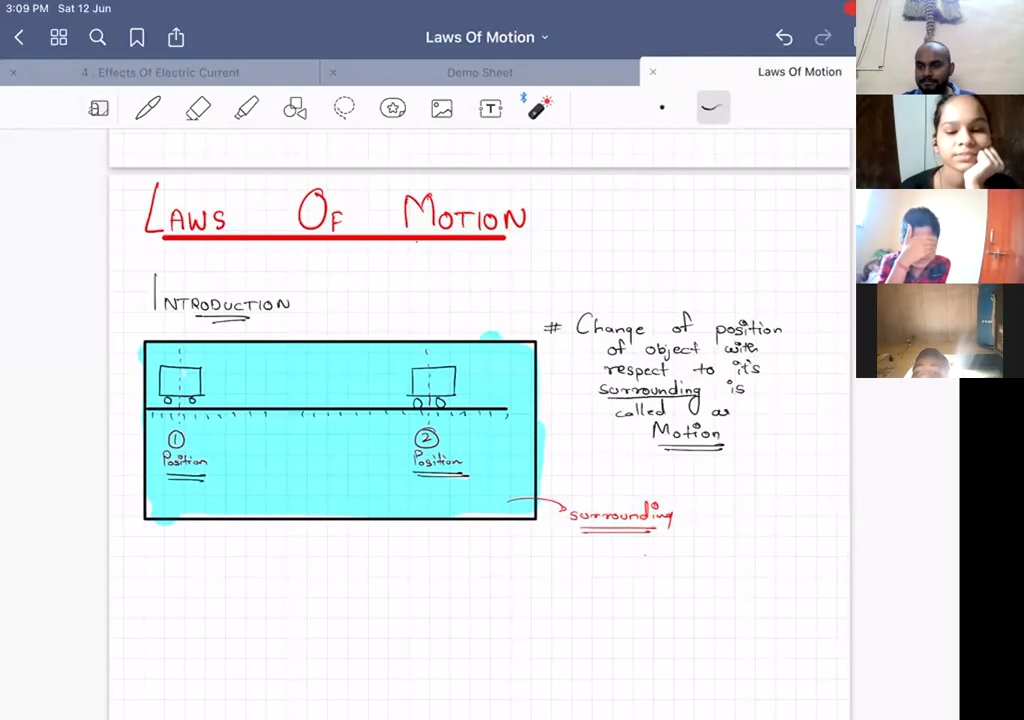 3:09 PM Sat 12 Jun
Laws Of Motion
4 . Effects Of Electric Current
Demo Sheet
Laws Of Motion
T
LAWS OF MOTION
INTRODUCTION
# Change of position
of object with
respect to it's
surrounding is
called as
Motion
1
Position
2
Position
surrounding